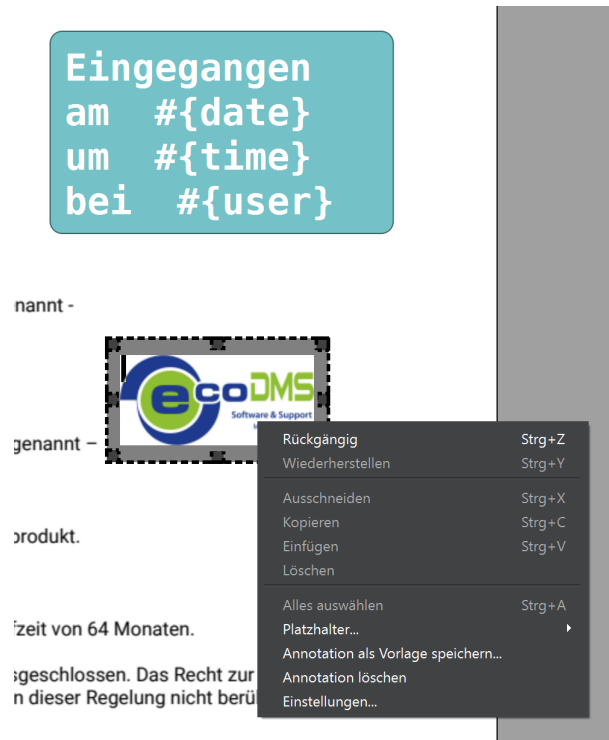 Eingegangen
am #{date}
um #{time}
bei #{user}
nannt -
ecoDMS
Software & Support
genannt –
produkt.
fzeit von 64 Monaten.
sgeschlossen. Das Recht zur
n dieser Regelung nicht berü
Rückgängig Strg+Z
Wiederherstellen Strg+Y
Ausschneiden Strg+X
Kopieren Strg+C
Einfügen Strg+V
Löschen
Alles auswählen Strg+A
Platzhalter...
Annotation als Vorlage speichern...
Annotation löschen
Einstellungen...